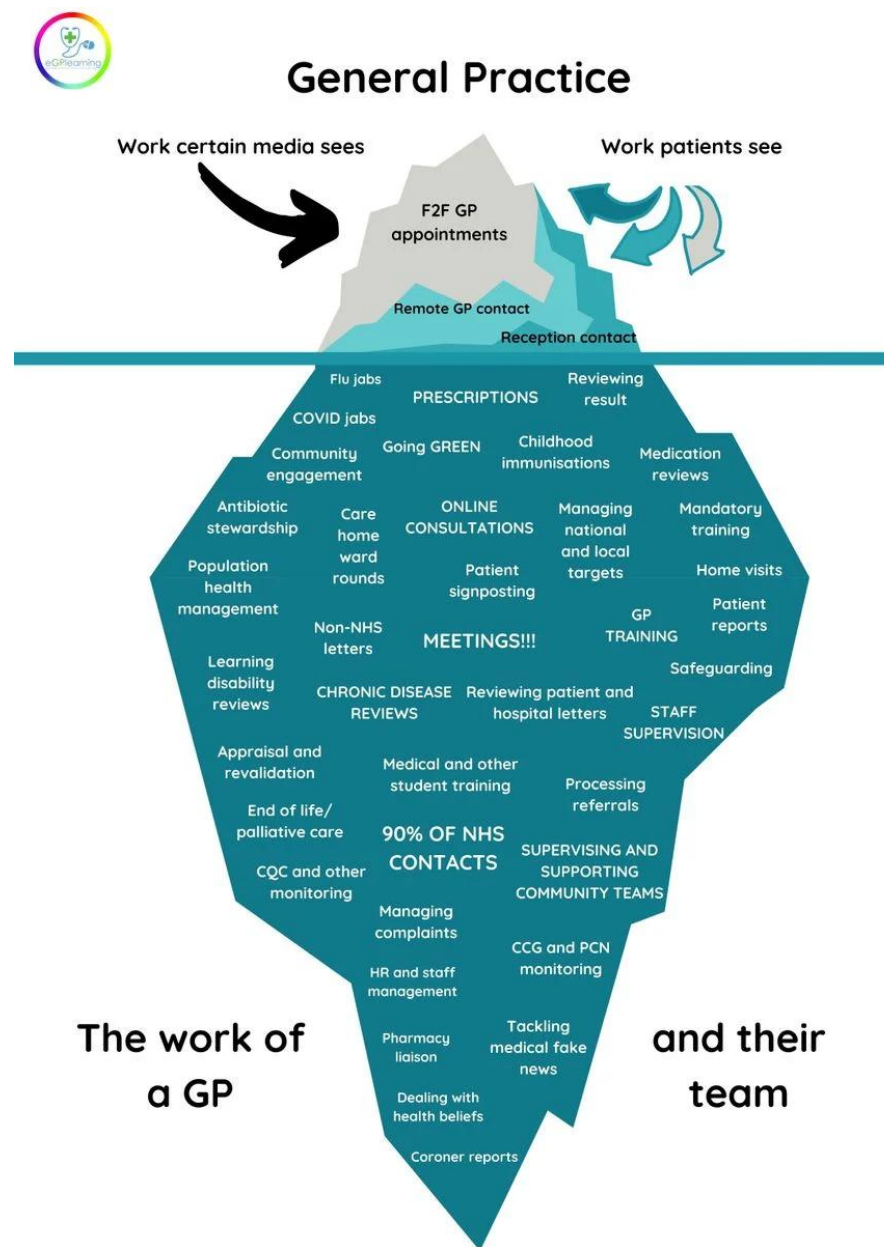 eGPlearning
General Practice
Work certain media sees
Work patients see
F2F GP
appointments
Remote GP contact
Reception contact
Flu jabs
PRESCRIPTIONS
Reviewing
result
COVID jabs
Going GREEN
Childhood
immunisations
Community
engagement
Medication
reviews
Antibiotic
stewardship
Care
home
ward
rounds
ONLINE
CONSULTATIONS
Managing
national
and local
targets
Mandatory
training
Population
health
management
Patient
signposting
Home visits
Non-NHS
letters
MEETINGS!!!
GP
TRAINING
Patient
reports
Learning
disability
reviews
Safeguarding
CHRONIC DISEASE
REVIEWS
Reviewing patient and
hospital letters
STAFF
SUPERVISION
Appraisal and
revalidation
Medical and other
student training
Processing
referrals
End of life/
palliative care
90% OF NHS
CONTACTS
SUPERVISING AND
SUPPORTING
COMMUNITY TEAMS
CQC and other
monitoring
Managing
complaints
CCG and PCN
monitoring
HR and staff
management
Pharmacy
liaison
Tackling
medical fake
news
Dealing with
health beliefs
Coroner reports
The work of
a GP
and their
team